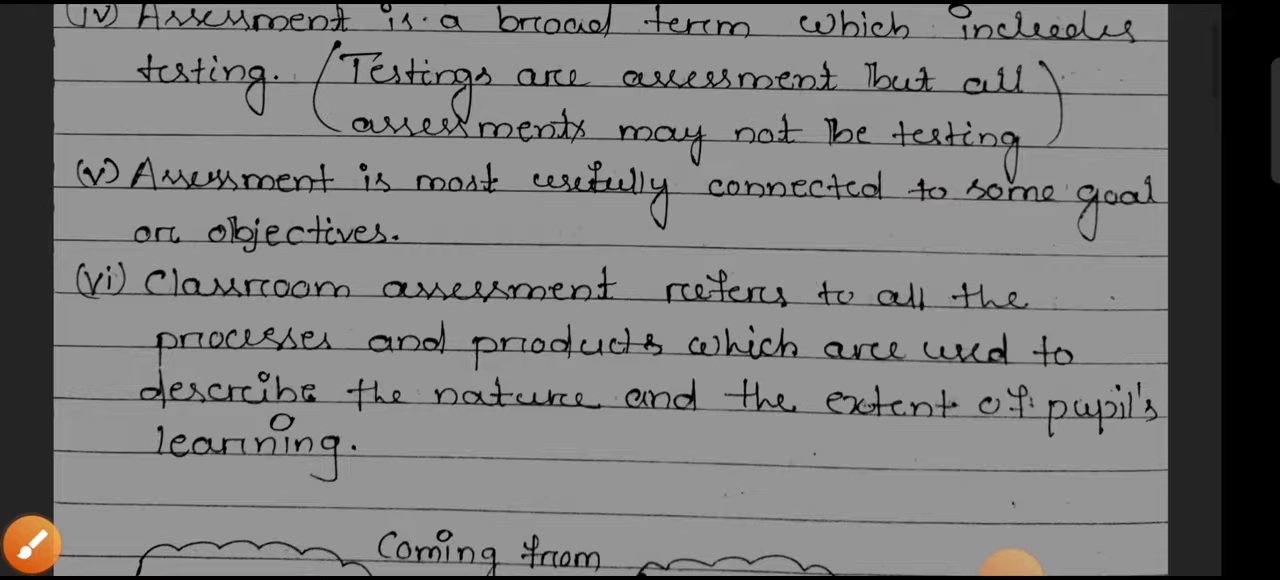 (iv) Assessment is a broad term which includes
testing. (Testings are assessment but all
assessments may not be testing)
(v) Assessment is most usefully connected to some goal
or objectives.
(vi) Classroom assessment refers to all the
processes and products which are used to
describe the nature and the extent of pupil's
learning.
Coming from